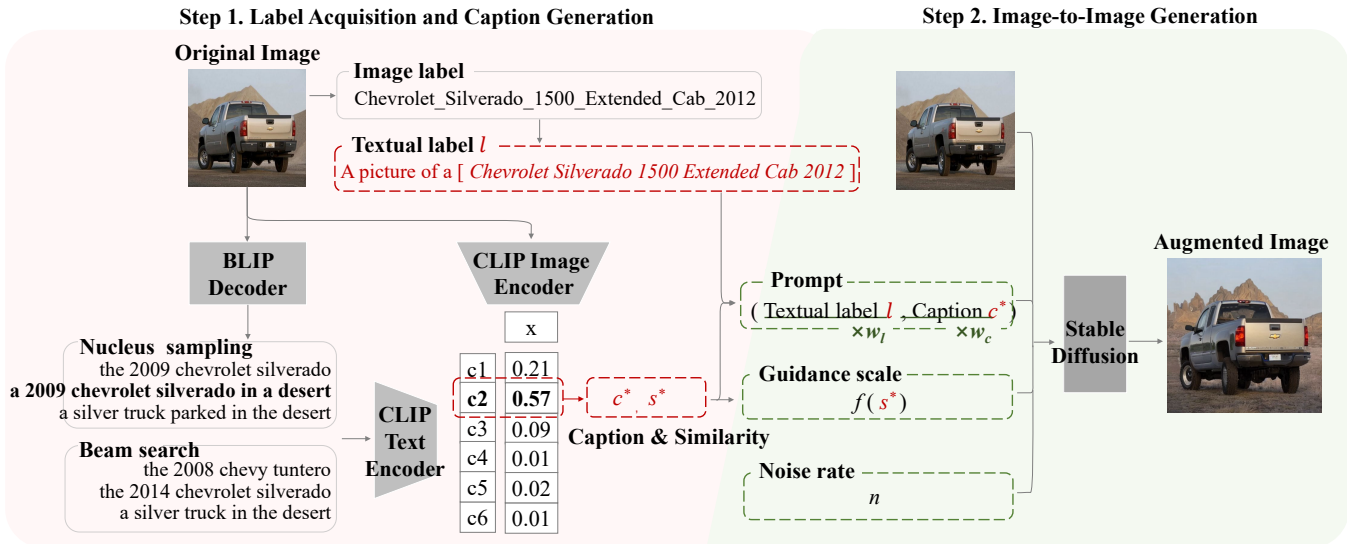 Step 1. Label Acquisition and Caption Generation
Step 2. Image-to-Image Generation
Original Image
Image label
Chevrolet_Silverado_1500_Extended_Cab_2012
Textual label l
A picture of a [ Chevrolet Silverado 1500 Extended Cab 2012 ]
BLIP
Decoder
CLIP Image
Encoder
Nucleus sampling
the 2009 chevrolet silverado
a 2009 chevrolet silverado in a desert
a silver truck parked in the desert
Beam search
the 2008 chevy tuntero
the 2014 chevrolet silverado
a silver truck in the desert
CLIP
Text
Encoder
x
c1 0.21
c2 0.57
c3 0.09
c4 0.01
c5 0.02
c6 0.01
c*, s*
Caption & Similarity
Prompt
( Textual label l , Caption c* )
×w_l ×w_c
Guidance scale
f ( s* )
Noise rate
n
Stable
Diffusion
Augmented Image